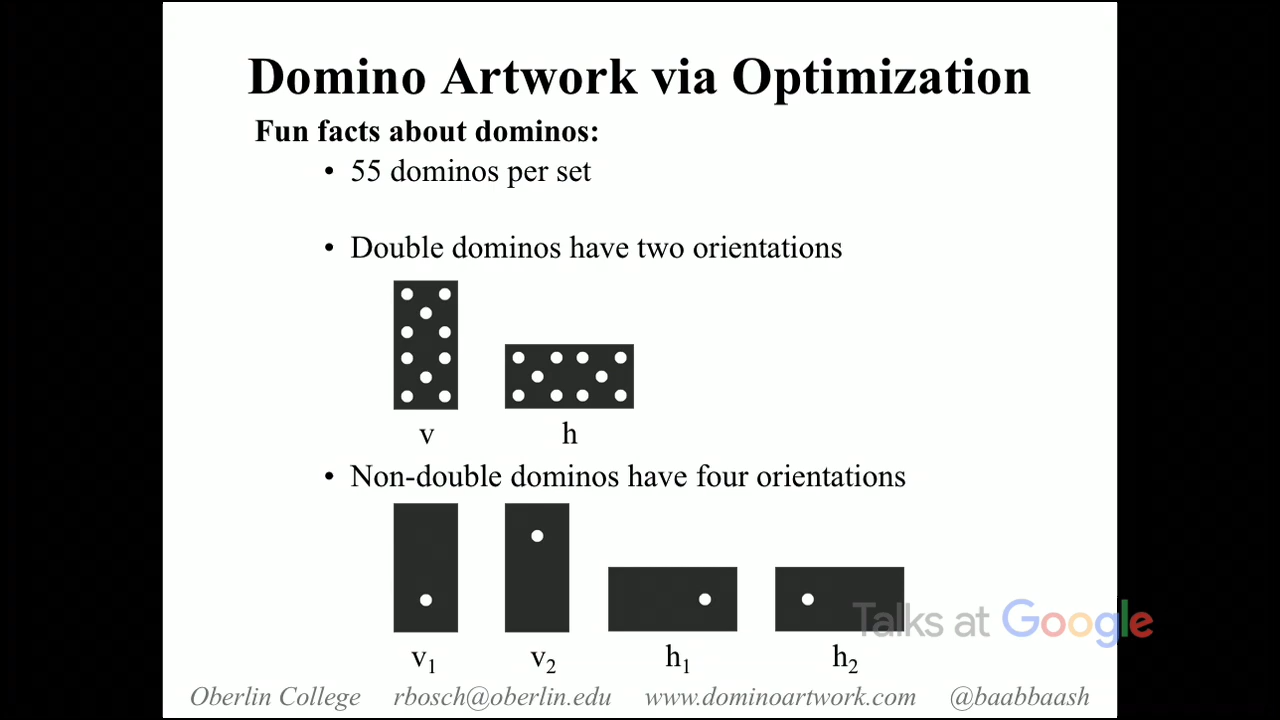 Domino Artwork via Optimization
Fun facts about dominos:
• 55 dominos per set
• Double dominos have two orientations
v h
• Non-double dominos have four orientations
Talks at Google
v₁ v₂ h₁ h₂
Oberlin College rbosch@oberlin.edu www.dominoartwork.com @baabbaash